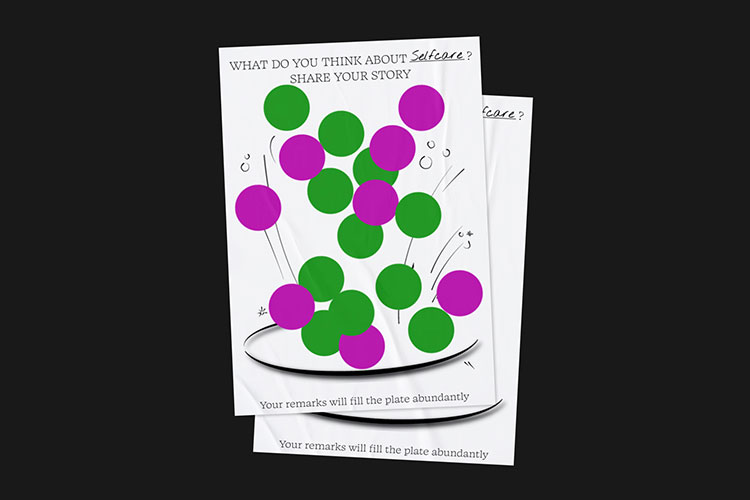 WHAT DO YOU THINK ABOUT Selfcare?
SHARE YOUR STORY
Your remarks will fill the plate abundantly
fcare?
Your remarks will fill the plate abundantly